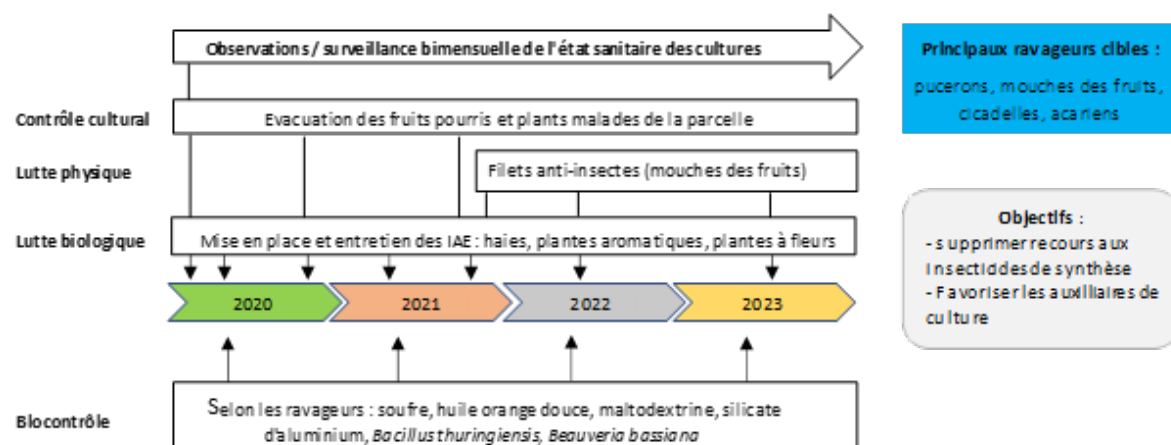 Observations / surveillance bimensuelle de l'état sanitaire des cultures
Contrôle cultural
Evacuation des fruits pourris et plants malades de la parcelle
Lutte physique
Filets anti-insectes (mouches des fruits)
Lutte biologique
Mise en place et entretien des IAE : haies, plantes aromatiques, plantes à fleurs
2020
2021
2022
2023
Blocontrôle
Selon les ravageurs : soufre, huile orange douce, maltodextrine, silicate
d'aluminium, Bacillus thuringiensis, Beauveria bassiana
Principaux ravageurs cibles :
pucerons, mouches des fruits,
cicadelles, acariens
Objectifs :
- supprimer recours aux
insecticides de synthèse
- Favoriser les auxilliaires de
culture